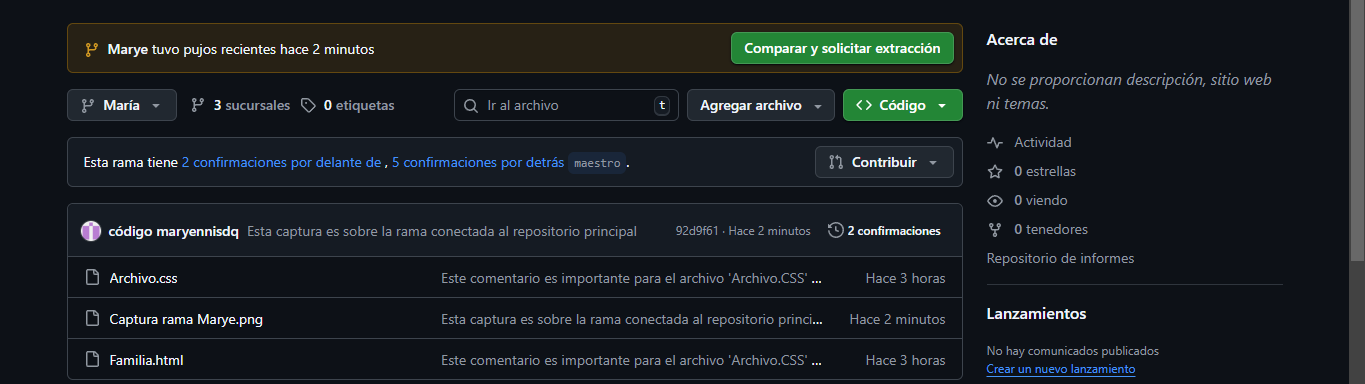 Marye tuvo pujos recientes hace 2 minutos
Comparar y solicitar extracción
María
3 sucursales
0 etiquetas
Ir al archivo
t
Agregar archivo
Código
Esta rama tiene 2 confirmaciones por delante de , 5 confirmaciones por detrás maestro .
Contribuir
código maryennisdq Esta captura es sobre la rama conectada al repositorio principal
92d9f61 · Hace 2 minutos
2 confirmaciones
Archivo.css
Este comentario es importante para el archivo 'Archivo.CSS' ...
Hace 3 horas
Captura rama Marye.png
Esta captura es sobre la rama conectada al repositorio princi...
Hace 2 minutos
Familia.html
Este comentario es importante para el archivo 'Archivo.CSS' ...
Hace 3 horas
Acerca de
No se proporcionan descripción, sitio web
ni temas.
Actividad
0 estrellas
0 viendo
0 tenedores
Repositorio de informes
Lanzamientos
No hay comunicados publicados
Crear un nuevo lanzamiento